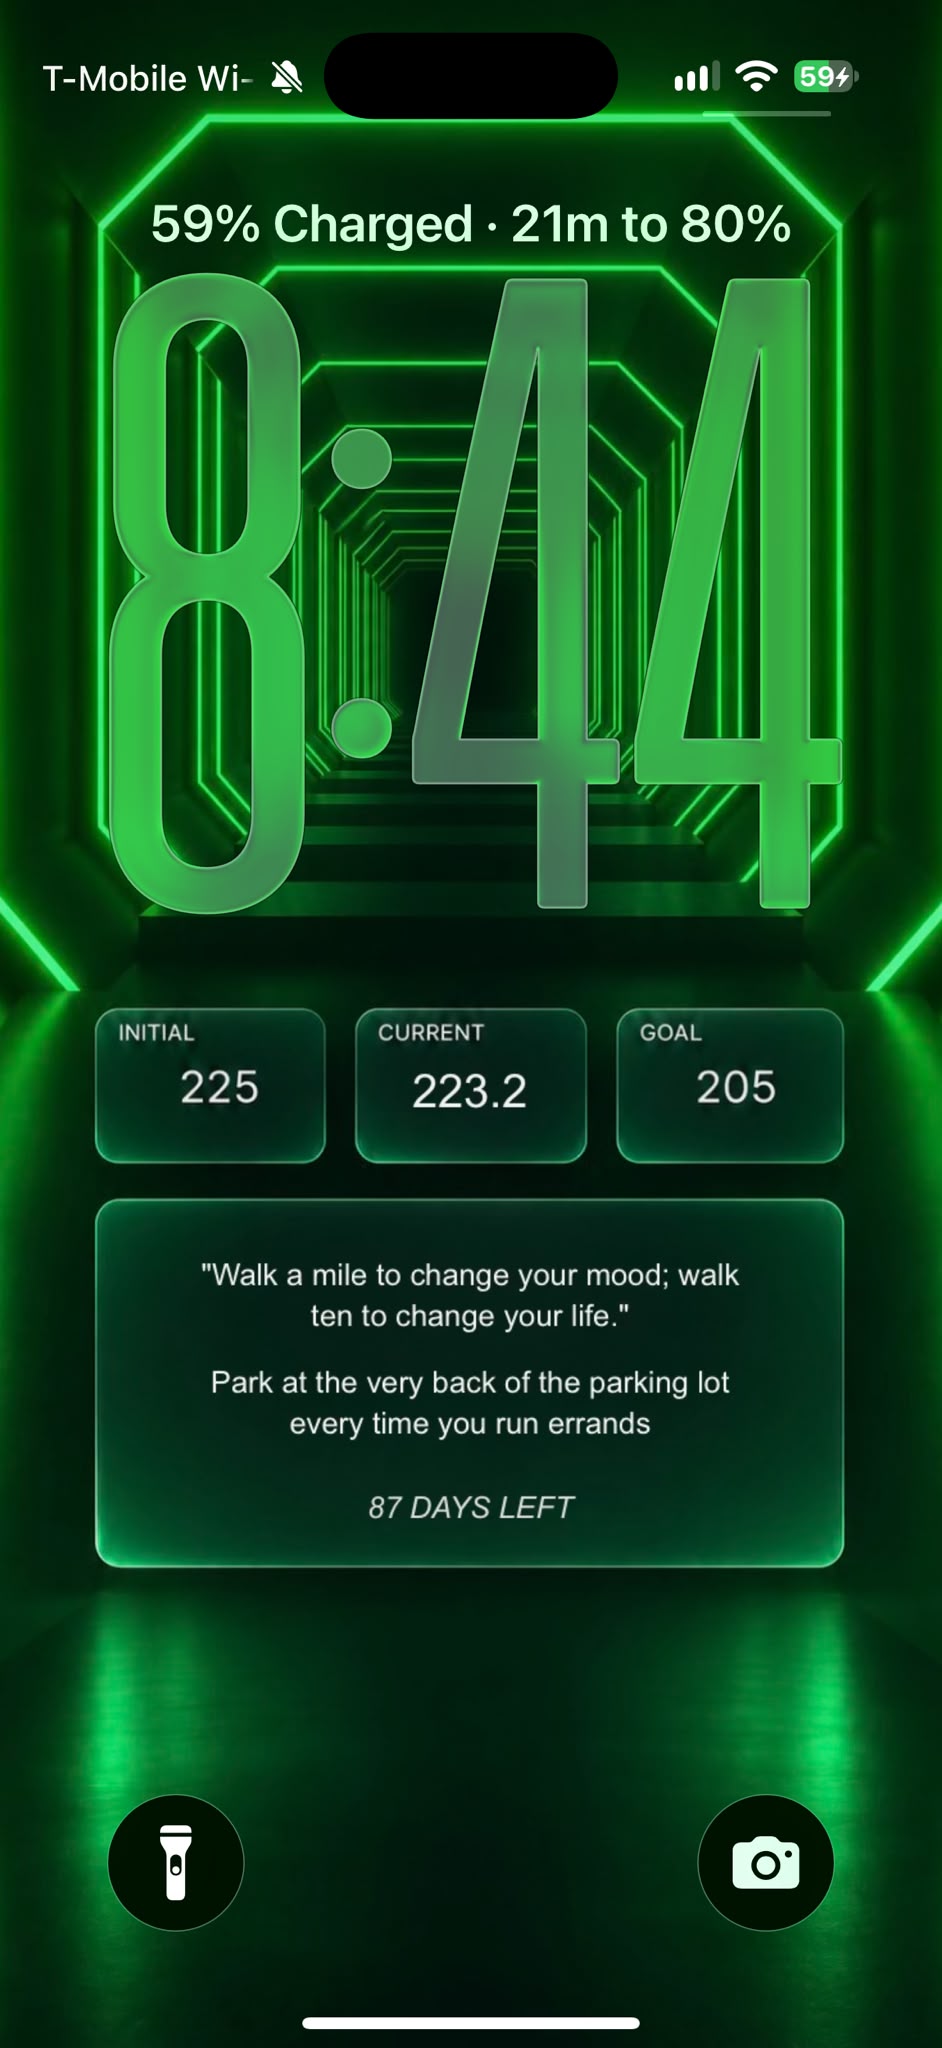 T-Mobile Wi-
59
59% Charged · 21m to 80%
8:44
INITIAL
225
CURRENT
223.2
GOAL
205
"Walk a mile to change your mood; walk
ten to change your life."
Park at the very back of the parking lot
every time you run errands
87 DAYS LEFT